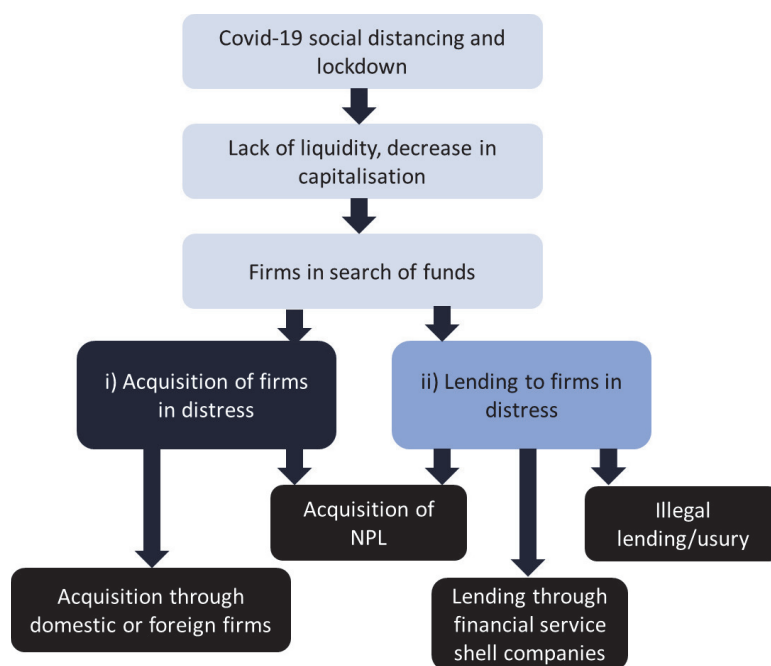 Covid-19 social distancing and
lockdown
Lack of liquidity, decrease in
capitalisation
Firms in search of funds
i) Acquisition of firms
in distress
ii) Lending to firms in
distress
Acquisition of
NPL
Illegal
lending/usury
Acquisition through
domestic or foreign firms
Lending through
financial service
shell companies